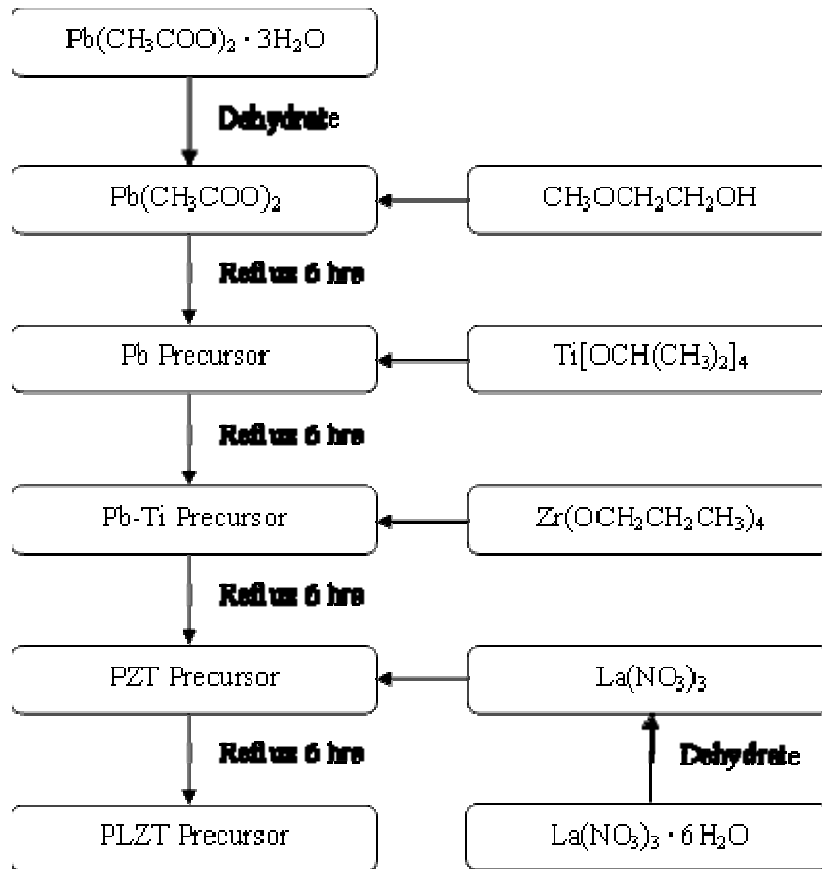 Pb(CH₃COO)₂ · 3H₂O
Dehydrate
Pb(CH₃COO)₂
CH₃OCH₂CH₂OH
Reflux 6 hrs
Pb Precursor
Ti[OCH(CH₃)₂]₄
Reflux 6 hrs
Pb-Ti Precursor
Zr(OCH₂CH₂CH₃)₄
Reflux 6 hrs
PZT Precursor
La(NO₃)₃
Reflux 6 hrs
Dehydrate
PLZT Precursor
La(NO₃)₃ · 6H₂O